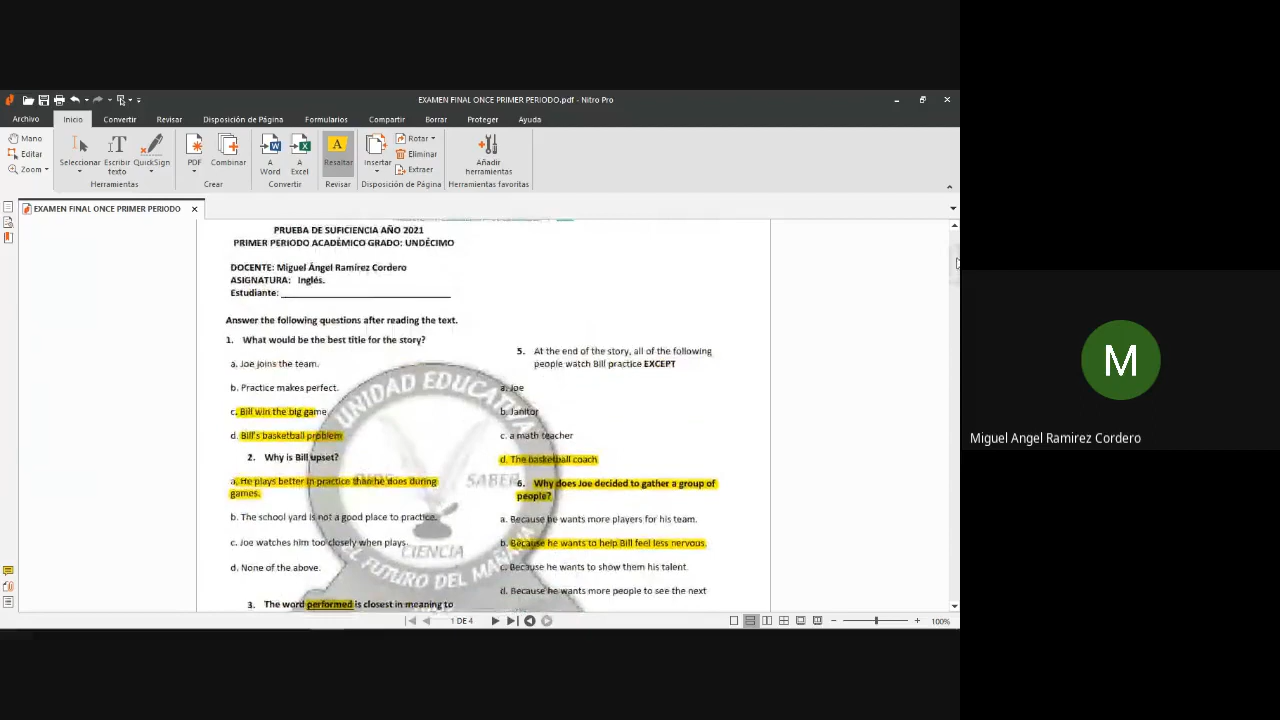 EXAMEN FINAL ONCE PRIMER PERIODO.pdf - Nitro Pro
Archivo Inicio Convertir Revisar Disposición de Página Formularios Compartir Borrar Proteger Ayuda
Mano
Editar
Zoom
Seleccionar
Escribir texto
QuickSign
Herramientas
PDF
Combinar
Crear
A Word
A Excel
Convertir
Resaltar
Revisar
Insertar
Rotar
Eliminar
Extraer
Disposición de Página
Añadir herramientas
Herramientas favoritas
EXAMEN FINAL ONCE PRIMER PERIODO
PRUEBA DE SUFICIENCIA AÑO 2021
PRIMER PERIODO ACADÉMICO GRADO: UNDÉCIMO
DOCENTE: Miguel Ángel Ramírez Cordero
ASIGNATURA: Inglés.
Estudiante:
Answer the following questions after reading the text.
1. What would be the best title for the story?
a. Joe joins the team.
b. Practice makes perfect.
c. Bill win the big game.
d. Bill's basketball problem
2. Why is Bill upset?
a. He plays better in practice than he does during
games.
b. The school yard is not a good place to practice.
c. Joe watches him too closely when plays.
d. None of the above.
3. The word performed is closest in meaning to
5. At the end of the story, all of the following
people watch Bill practice EXCEPT
a. Joe
b. Janitor
c. a math teacher
d. The basketball coach
6. Why does Joe decided to gather a group of
people?
a. Because he wants more players for his team.
b. Because he wants to help Bill feel less nervous.
c. Because he wants to show them his talent.
d. Because he wants more people to see the next
UNIDAD EDUCATIVA
SABER
CIENCIA
EL FUTURO DEL MAÑANA
1 DE 4
100%
M
Miguel Angel Ramirez Cordero